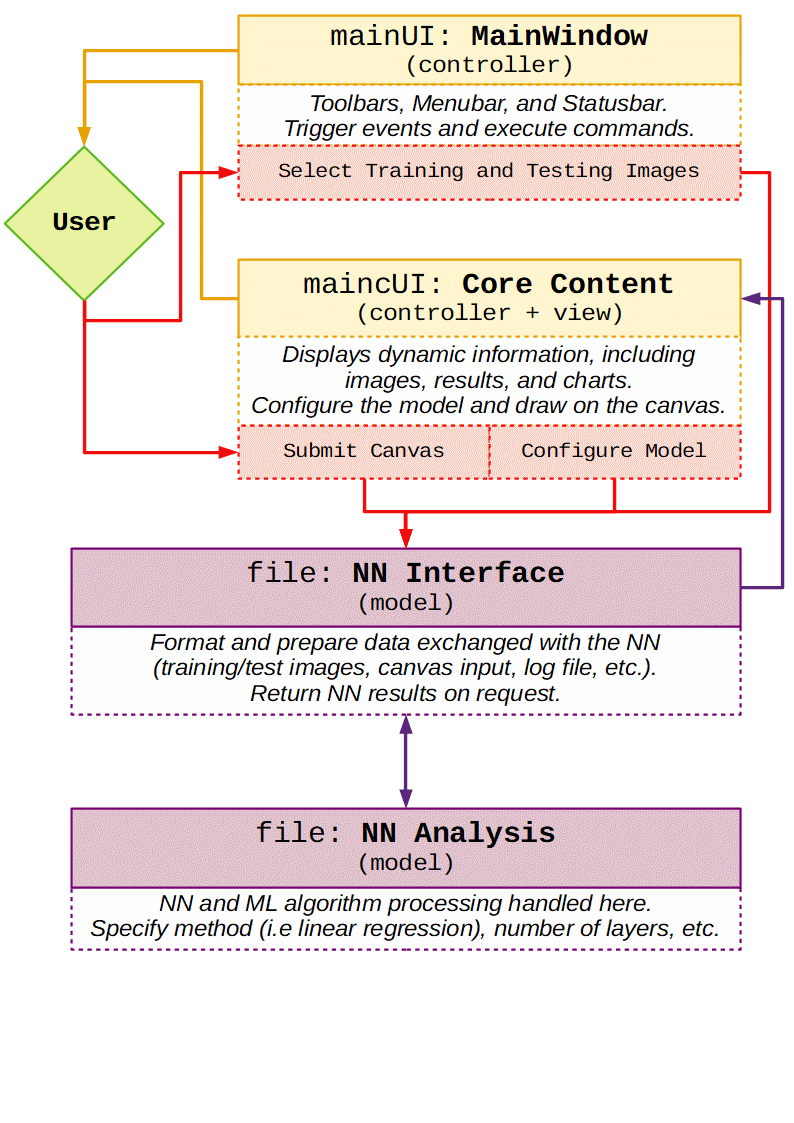 mainUI: MainWindow
(controller)
Toolbars, Menubar, and Statusbar.
Trigger events and execute commands.
Select Training and Testing Images
User
maincUI: Core Content
(controller + view)
Displays dynamic information, including
images, results, and charts.
Configure the model and draw on the canvas.
Submit Canvas
Configure Model
file: NN Interface
(model)
Format and prepare data exchanged with the NN
(training/test images, canvas input, log file, etc.).
Return NN results on request.
file: NN Analysis
(model)
NN and ML algorithm processing handled here.
Specify method (i.e linear regression), number of layers, etc.